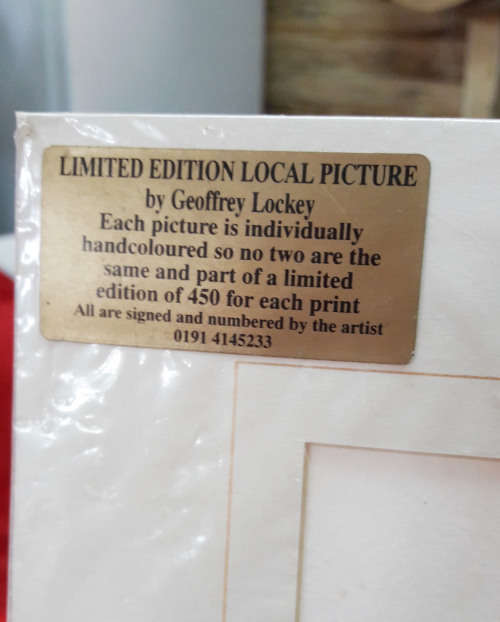 LIMITED EDITION LOCAL PICTURE
by Geoffrey Lockey
Each picture is individually
handcoloured so no two are the
same and part of a limited
edition of 450 for each print
All are signed and numbered by the artist
0191 4145233